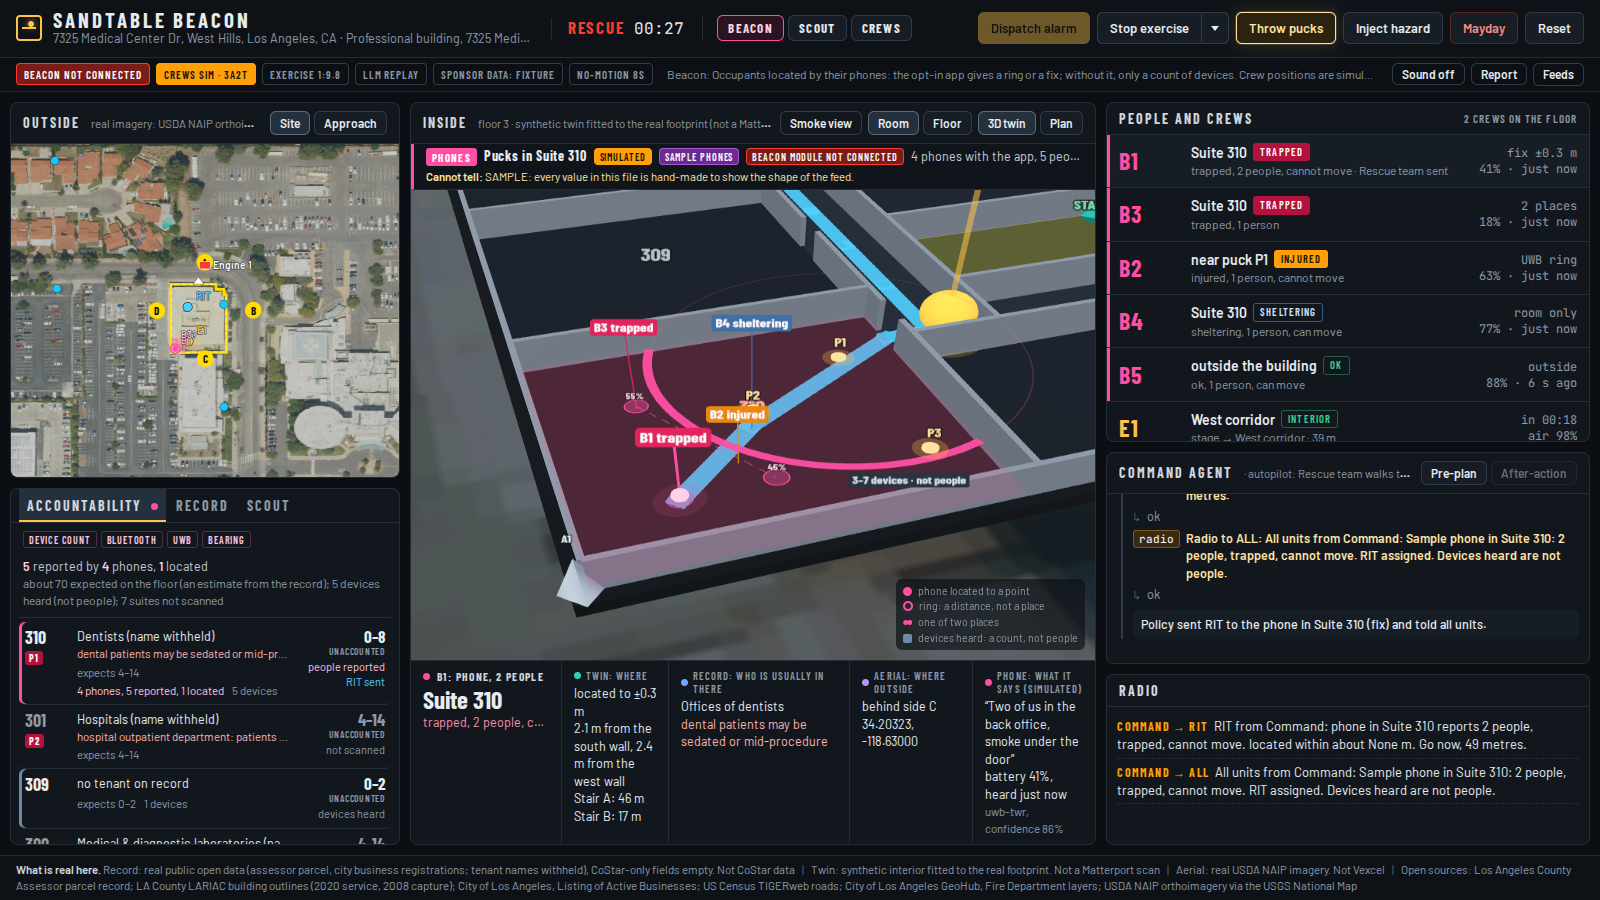 SANDTABLE BEACON
7325 Medical Center Dr, West Hills, Los Angeles, CA · Professional building, 7325 Medi...
RESCUE 00:27
BEACON SCOUT CREWS
Dispatch alarm Stop exercise Throw pucks Inject hazard Mayday Reset
BEACON NOT CONNECTED CREWS SIM · 3A2T EXERCISE 1:9.8 LLM REPLAY SPONSOR DATA: FIXTURE NO-MOTION 8S
Beacon: Occupants located by their phones: the opt-in app gives a ring or a fix; without it, only a count of devices. Crew positions are simul...
Sound off Report Feeds
OUTSIDE real imagery: USDA NAIP orthoi... Site Approach
Engine 1
RIT
D
B
E1
C
ACCOUNTABILITY RECORD SCOUT
DEVICE COUNT BLUETOOTH UWB BEARING
5 reported by 4 phones, 1 located
about 70 expected on the floor (an estimate from the record); 5 devices
heard (not people); 7 suites not scanned
310 Dentists (name withheld) 0–8
P1 dental patients may be sedated or mid-pr... UNACCOUNTED
expects 4–14 people reported
4 phones, 5 reported, 1 located 5 devices RIT sent
301 Hospitals (name withheld) 4–14
P2 hospital outpatient department: patients ... UNACCOUNTED
expects 4–14 not scanned
309 no tenant on record 0–2
UNACCOUNTED
expects 0–2 1 devices devices heard
INSIDE floor 3 · synthetic twin fitted to the real footprint (not a Matt... Smoke view Room Floor 3D twin Plan
PHONES Pucks in Suite 310 SIMULATED SAMPLE PHONES BEACON MODULE NOT CONNECTED 4 phones with the app, 5 peo...
Cannot tell: SAMPLE: every value in this file is hand-made to show the shape of the feed.
STA
309
B3 trapped
B4 sheltering
P1
55%
P2
B2 injured
B1 trapped
P3
45%
3–7 devices · not people
A1
phone located to a point
ring: a distance, not a place
one of two places
devices heard: a count, not people
B1: PHONE, 2 PEOPLE
Suite 310
trapped, 2 people, c...
TWIN: WHERE
located to ±0.3
m
2.1 m from the
south wall, 2.4
m from the
west wall
Stair A: 46 m
Stair B: 17 m
RECORD: WHO IS USUALLY IN
THERE
Offices of dentists
dental patients may be
sedated or mid-procedure
AERIAL: WHERE
OUTSIDE
behind side C
34.20323,
-118.63000
PHONE: WHAT IT
SAYS (SIMULATED)
"Two of us in the
back office,
smoke under the
door"
battery 41%,
heard just now
uwb-twr,
confidence 86%
PEOPLE AND CREWS 2 CREWS ON THE FLOOR
B1 Suite 310 TRAPPED fix ±0.3 m
trapped, 2 people, cannot move · Rescue team sent 41% · just now
B3 Suite 310 TRAPPED 2 places
trapped, 1 person 18% · just now
B2 near puck P1 INJURED UWB ring
injured, 1 person, cannot move 63% · just now
B4 Suite 310 SHELTERING room only
sheltering, 1 person, can move 77% · just now
B5 outside the building OK outside
ok, 1 person, can move 88% · 6 s ago
E1 West corridor INTERIOR in 00:18
stage → West corridor · 39 m air 98%
COMMAND AGENT · autopilot: Rescue team walks t... Pre-plan After-action
metres.
↳ ok
radio Radio to ALL: All units from Command: Sample phone in Suite 310: 2
people, trapped, cannot move. RIT assigned. Devices heard are not
people.
↳ ok
Policy sent RIT to the phone in Suite 310 (fix) and told all units.
RADIO
COMMAND → RIT RIT from Command: phone in Suite 310 reports 2 people,
trapped, cannot move. located within about None m. Go now, 49 metres.
COMMAND → ALL All units from Command: Sample phone in Suite 310: 2 people,
trapped, cannot move. RIT assigned. Devices heard are not people.
What is real here. Record: real public open data (assessor parcel, city business registrations; tenant names withheld), CoStar-only fields empty. Not CoStar data | Twin: synthetic interior fitted to the real footprint. Not a Matterport scan | Aerial: real USDA NAIP imagery. Not Vexcel | Open sources: Los Angeles County
Assessor parcel record; LA County LARIAC building outlines (2020 service, 2008 capture); City of Los Angeles, Listing of Active Businesses; US Census TIGERweb roads; City of Los Angeles GeoHub, Fire Department layers; USDA NAIP orthoimagery via the USGS National Map